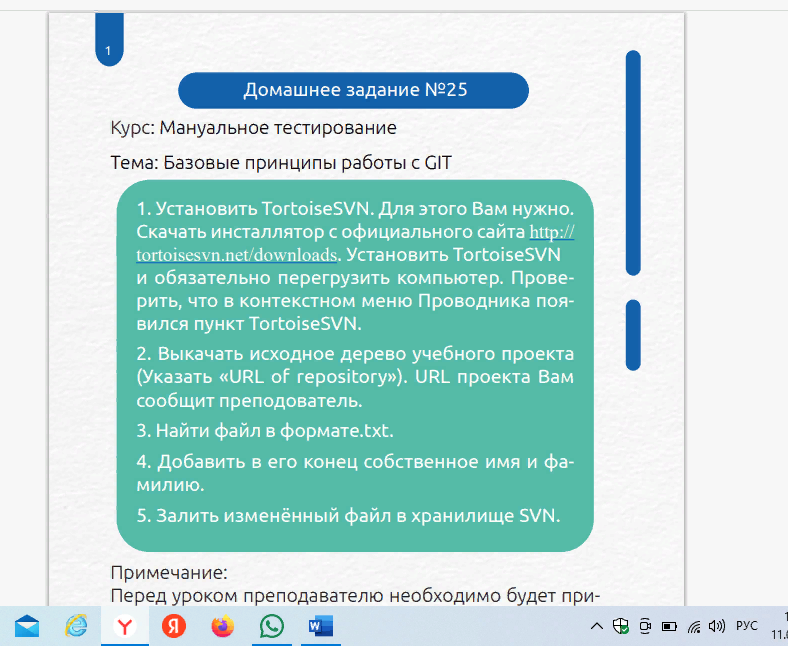 1
Домашнее задание №25
Курс: Мануальное тестирование
Тема: Базовые принципы работы с GIT
1. Установить TortoiseSVN. Для этого Вам нужно.
Скачать инсталлятор с официального сайта http://
tortoisesvn.net/downloads. Установить TortoiseSVN
и обязательно перегрузить компьютер. Прове-
рить, что в контекстном меню Проводника поя-
вился пункт TortoiseSVN.
2. Выкачать исходное дерево учебного проекта
(Указать «URL of repository»). URL проекта Вам
сообщит преподователь.
3. Найти файл в формате.txt.
4. Добавить в его конец собственное имя и фа-
милию.
5. Залить изменённый файл в хранилище SVN.
Примечание:
Перед уроком преподавателю необходимо будет при-
РУС